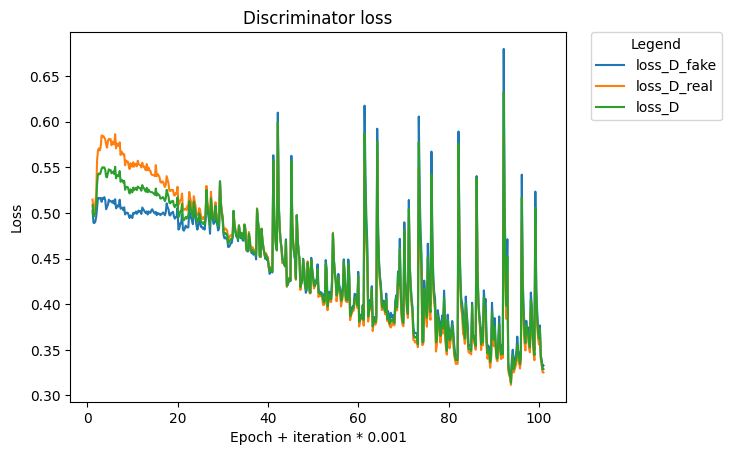 Discriminator loss
Legend
loss_D_fake
loss_D_real
loss_D
Loss
0.65
0.60
0.55
0.50
0.45
0.40
0.35
0.30
0
20
40
60
80
100
Epoch + iteration * 0.001